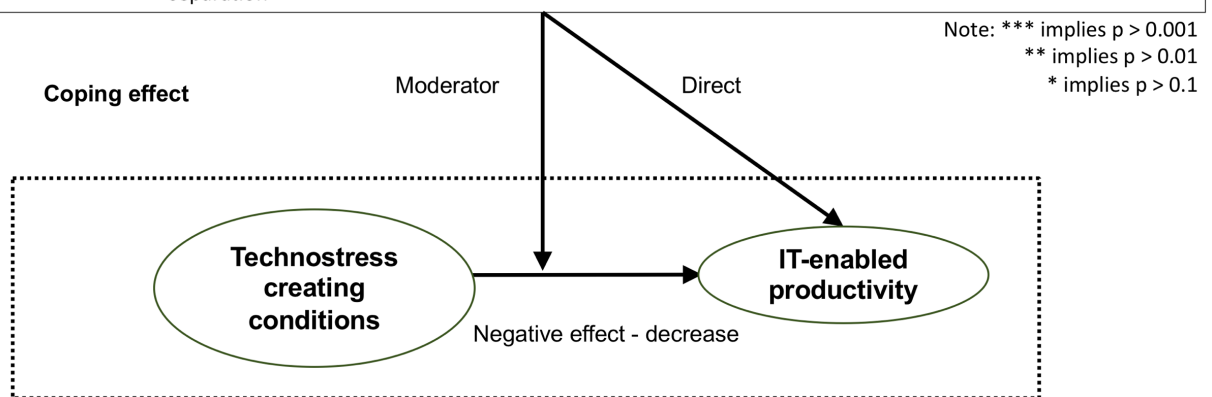 Note: *** implies p > 0.001
** implies p > 0.01
* implies p > 0.1
Coping effect
Moderator
Direct
Technostress
creating
conditions
IT-enabled
productivity
Negative effect - decrease